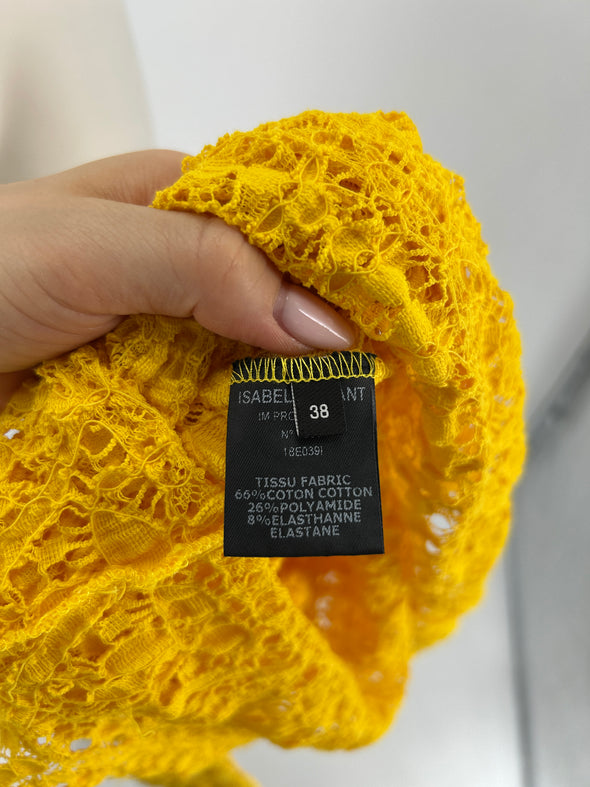 ISABEL ANT
IM PRO
38
N°
18E039I
TISSU FABRIC
66%COTON COTTON
26%POLYAMIDE
8%ELASTHANNE
ELASTANE